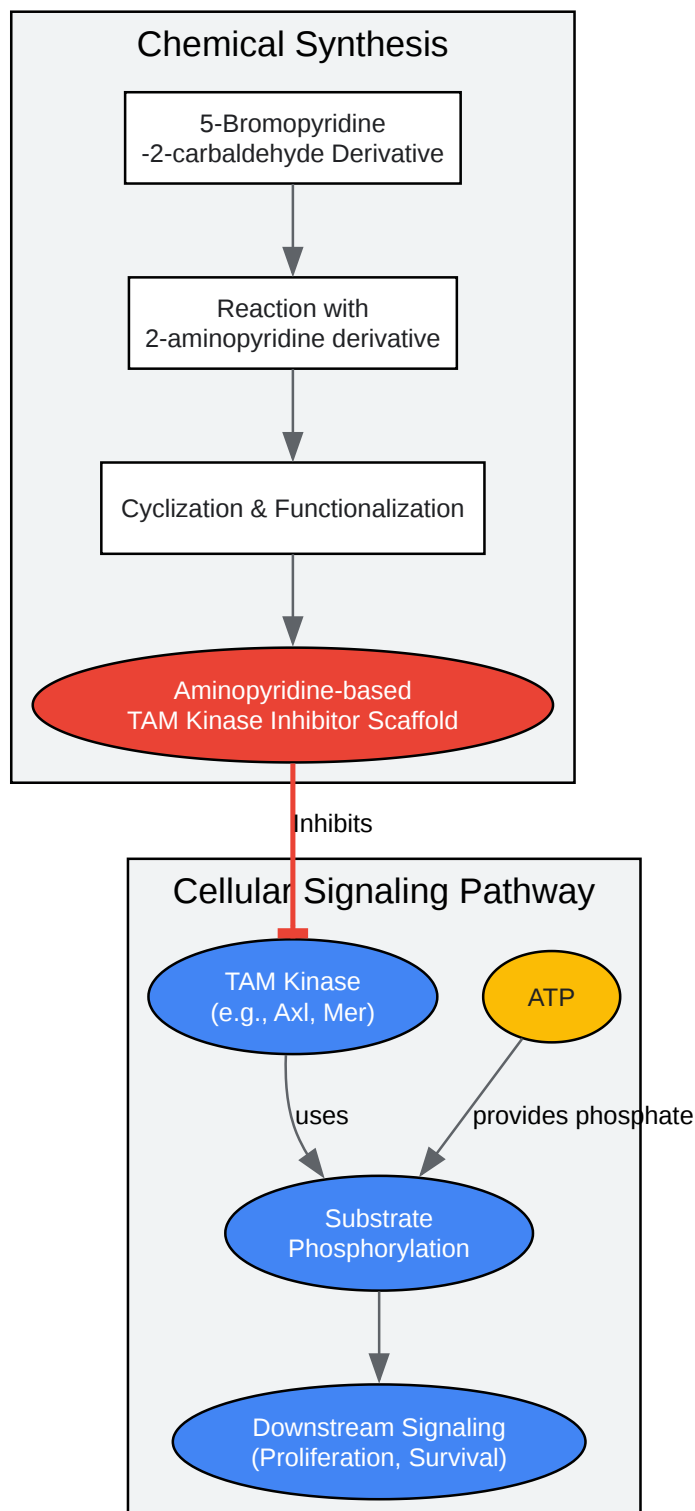 Chemical Synthesis
5-Bromopyridine
-2-carbaldehyde Derivative
Reaction with
2-aminopyridine derivative
Cyclization & Functionalization
Aminopyridine-based
TAM Kinase Inhibitor Scaffold
Inhibits
Cellular Signaling Pathway
TAM Kinase
(e.g., Axl, Mer)
ATP
uses
provides phosphate
Substrate
Phosphorylation
Downstream Signaling
(Proliferation, Survival)